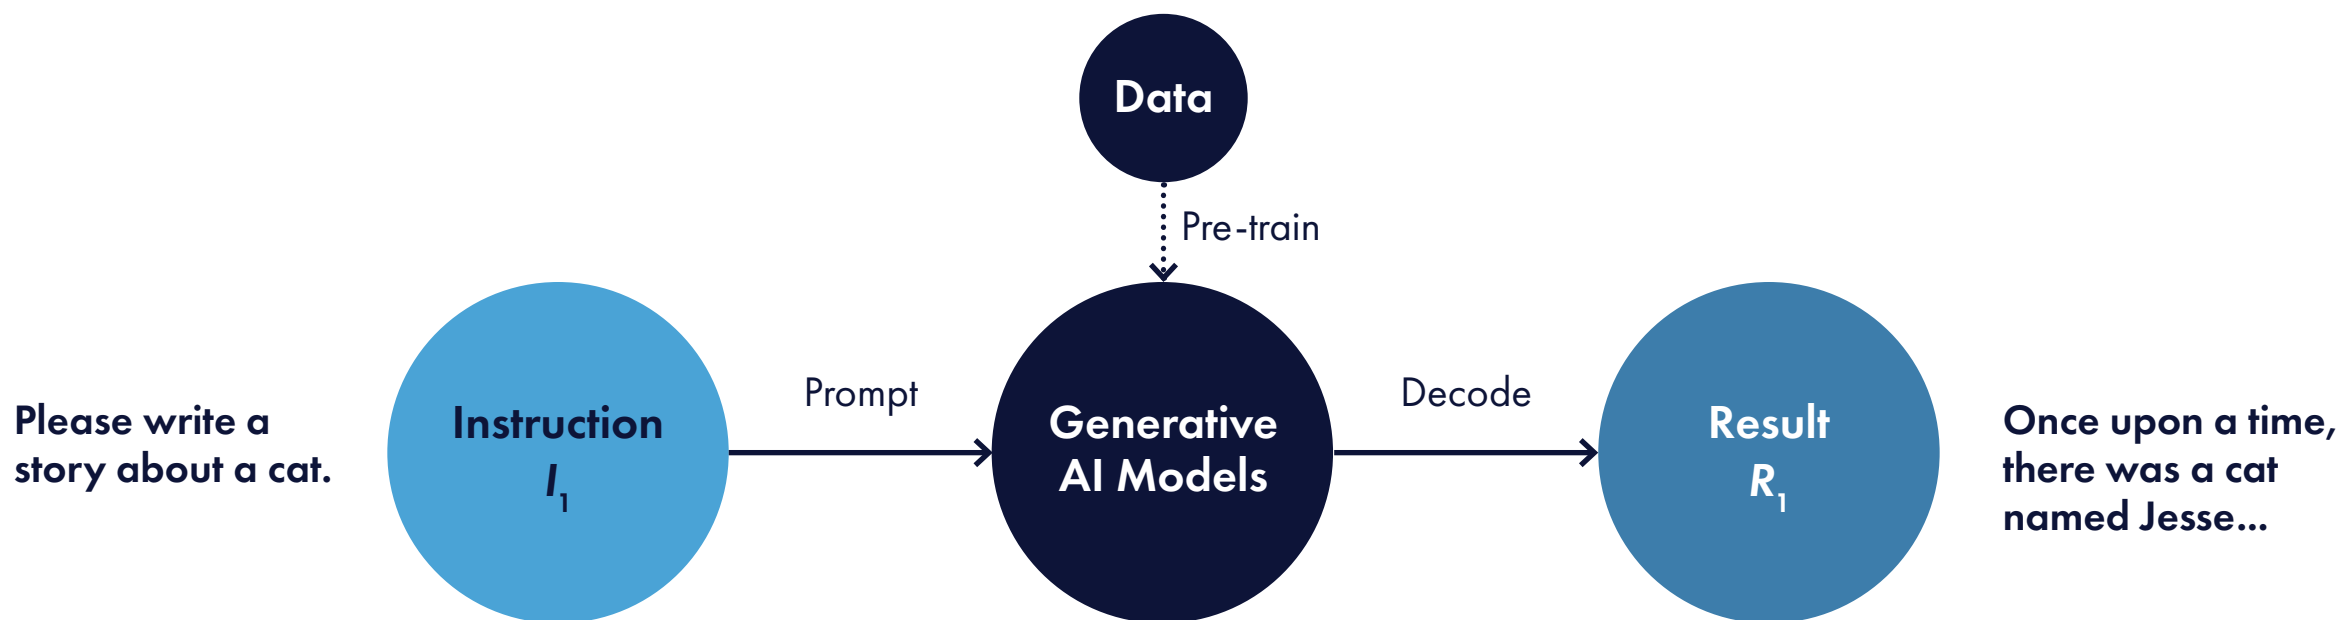 Data
Pre-train
Please write a
story about a cat.
Instruction
I₁
Prompt
Generative
AI Models
Decode
Result
R₁
Once upon a time,
there was a cat
named Jesse...